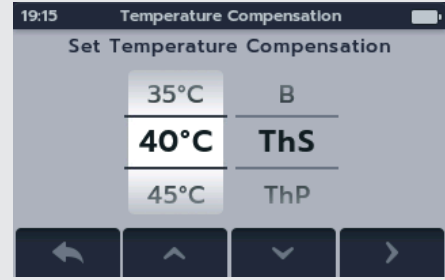 19:15 Temperature Compensation
Set Temperature Compensation
35°C B
40°C ThS
45°C ThP